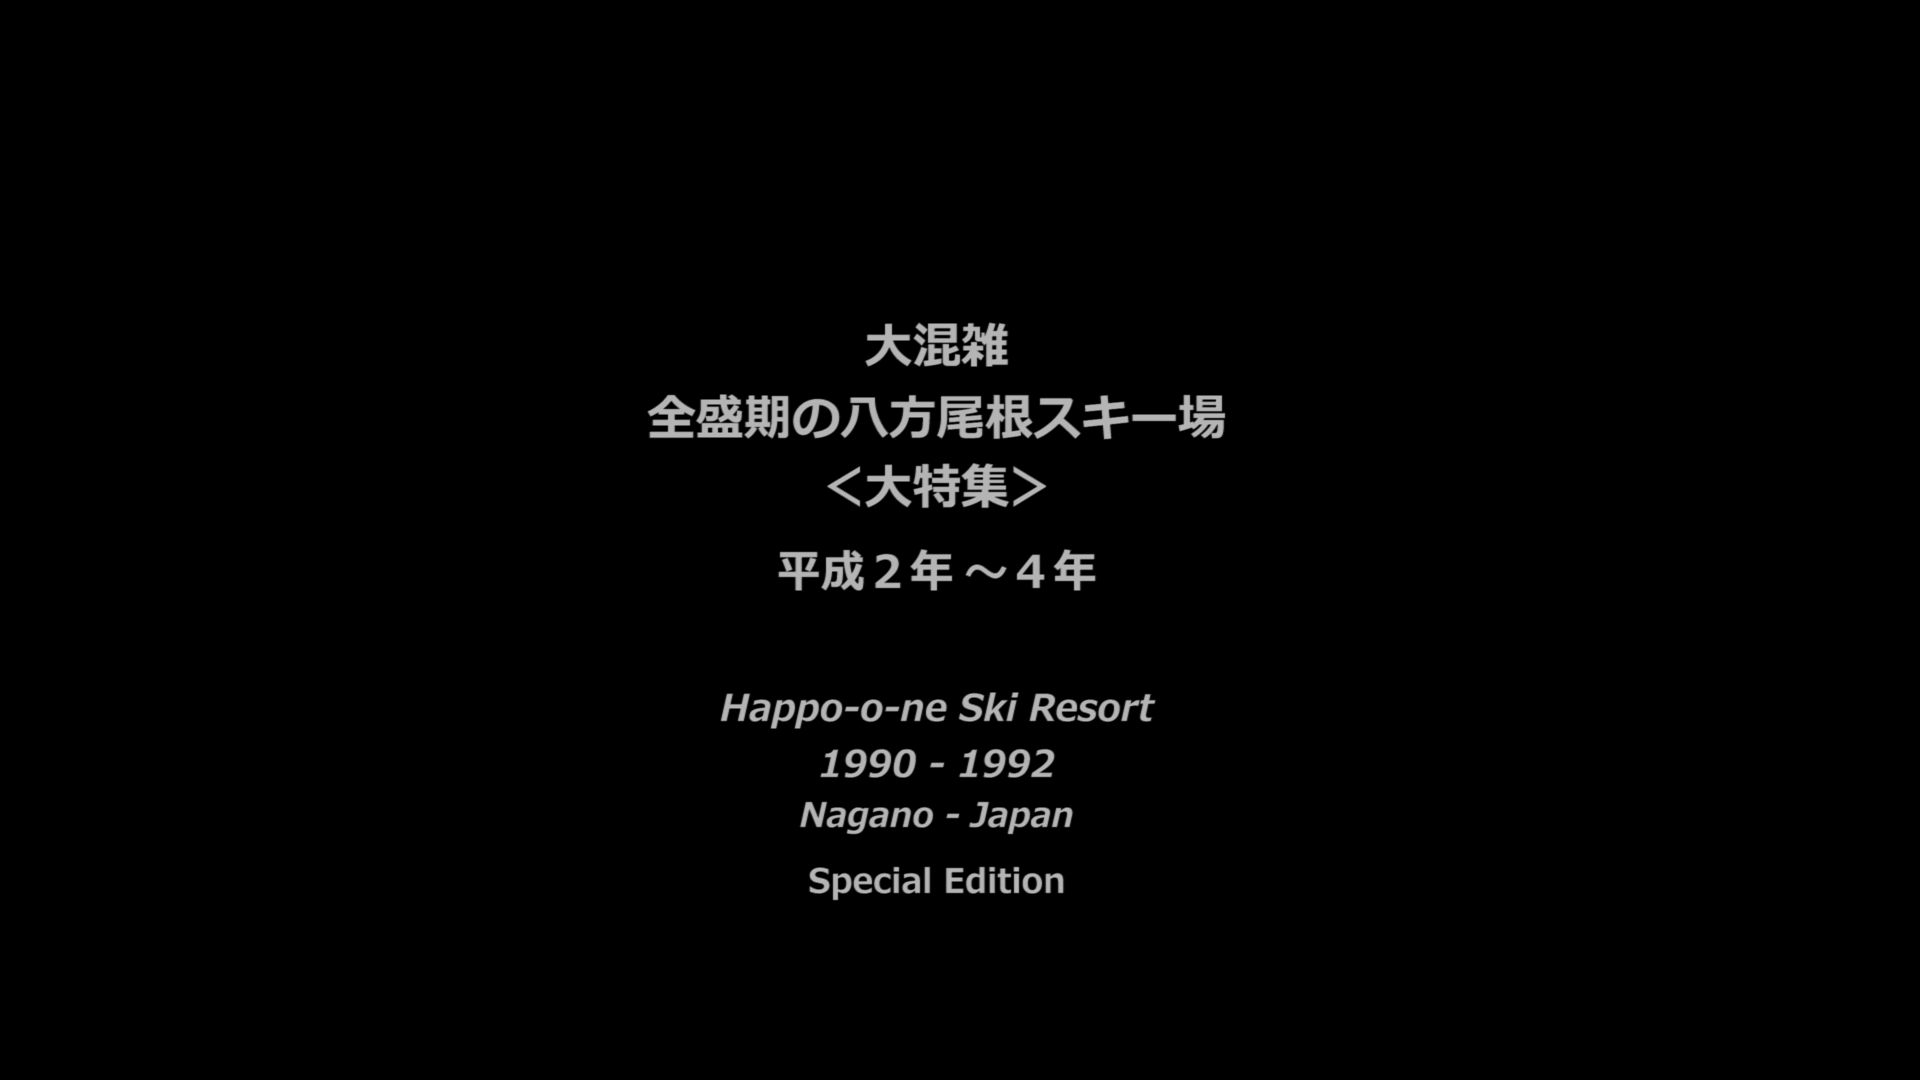 大混雑
全盛期の八方尾根スキー場
＜大特集＞
平成２年～４年
Happo-o-ne Ski Resort
1990 - 1992
Nagano - Japan
Special Edition